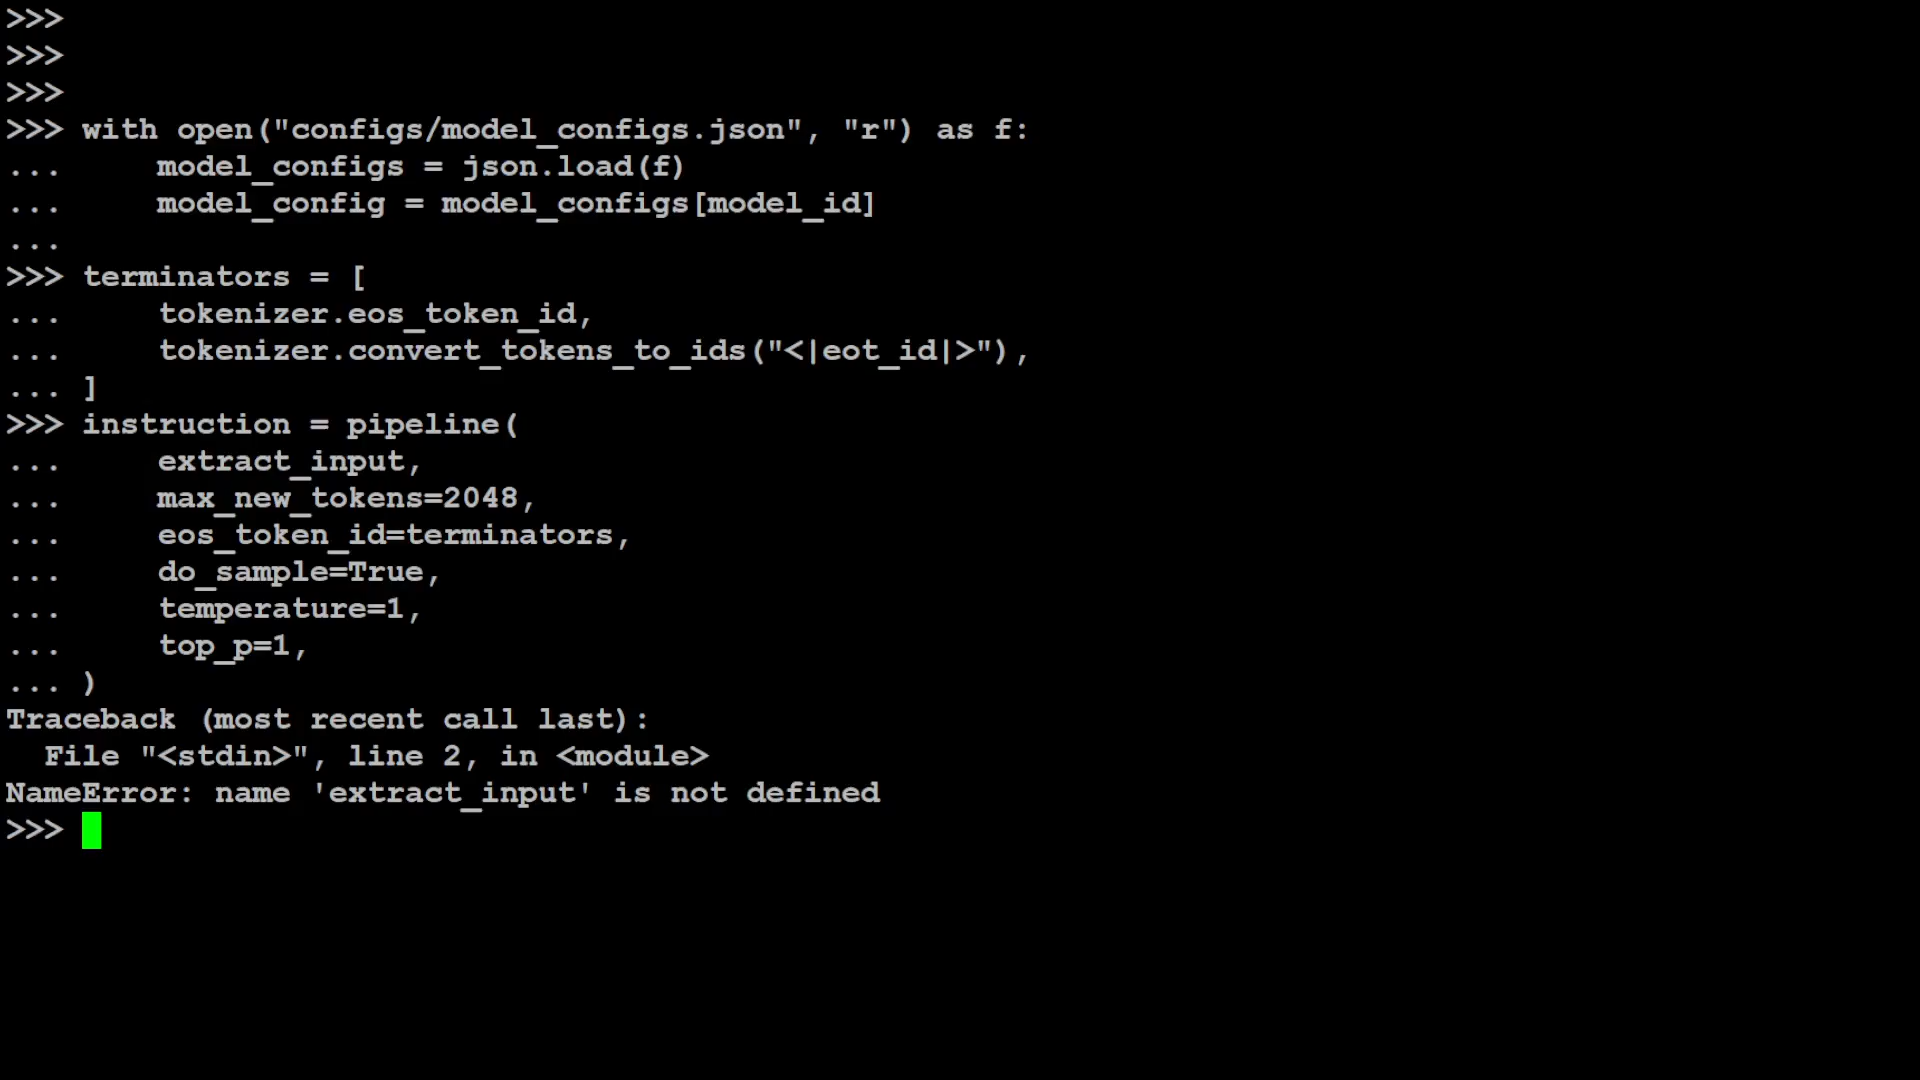 >>>
>>>
>>>
>>> with open("configs/model_configs.json", "r") as f:
...     model_configs = json.load(f)
...     model_config = model_configs[model_id]
...
>>> terminators = [
...     tokenizer.eos_token_id,
...     tokenizer.convert_tokens_to_ids("<|eot_id|>"),
... ]
>>> instruction = pipeline(
...     extract_input,
...     max_new_tokens=2048,
...     eos_token_id=terminators,
...     do_sample=True,
...     temperature=1,
...     top_p=1,
... )
Traceback (most recent call last):
  File "<stdin>", line 2, in <module>
NameError: name 'extract_input' is not defined
>>>